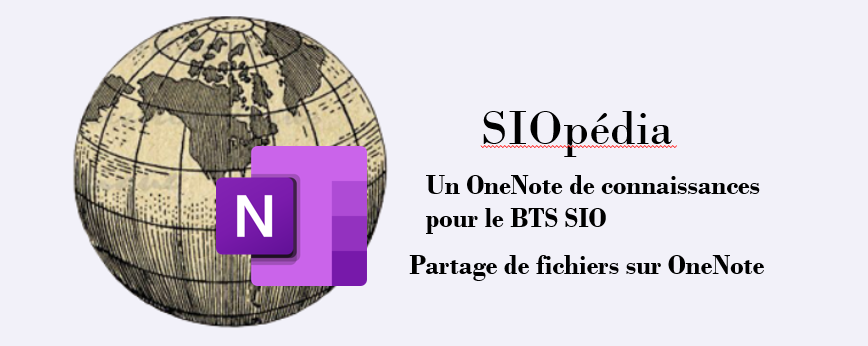 SIOpédia
Un OneNote de connaissances
pour le BTS SIO
N
Partage de fichiers sur OneNote